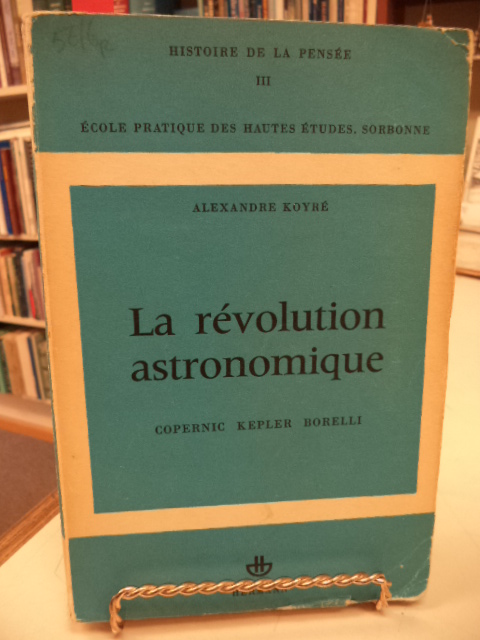 HISTOIRE DE LA PENSÉE
III
ÉCOLE PRATIQUE DES HAUTES ÉTUDES. SORBONNE
ALEXANDRE KOYRÉ
La révolution
astronomique
COPERNIC KEPLER BORELLI